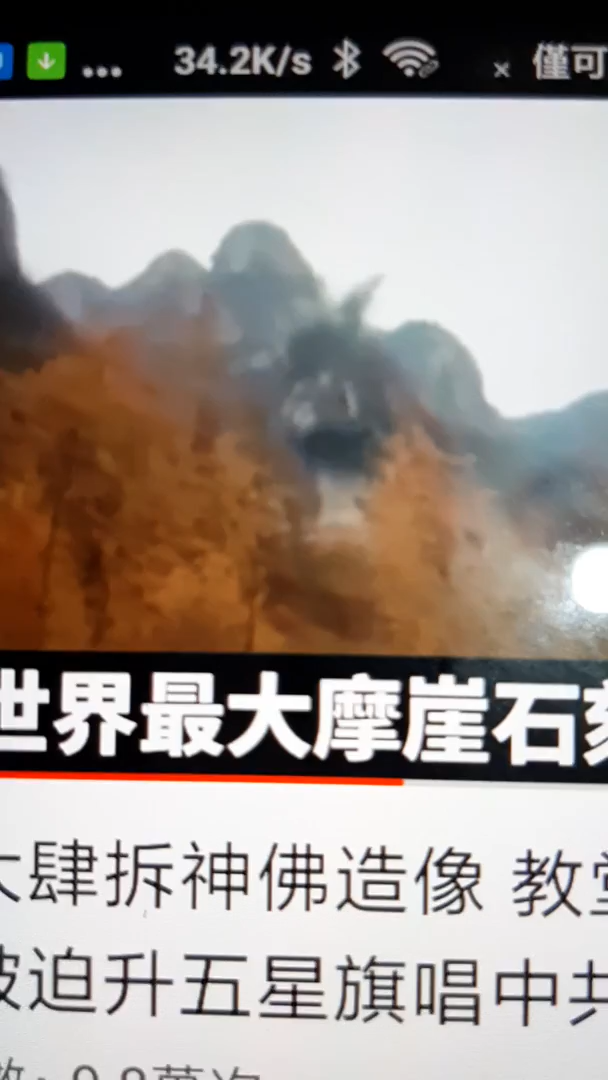 ... 34.2K/s × 僅可
世界最大摩崖石刻
大肆拆神佛造像 教堂
被迫升五星旗唱中共